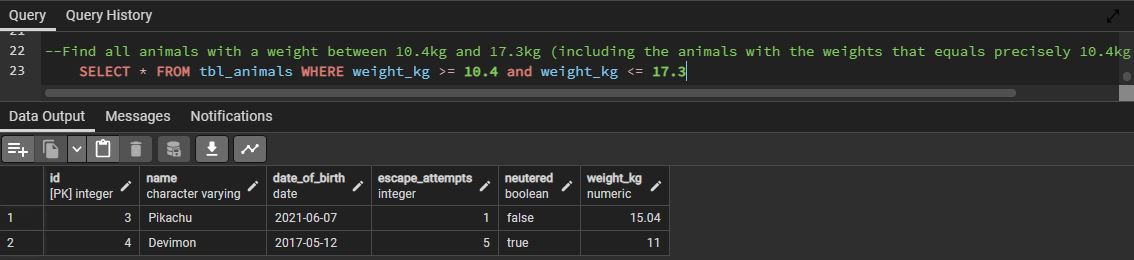 Query Query History
22 --Find all animals with a weight between 10.4kg and 17.3kg (including the animals with the weights that equals precisely 10.4kg
23 SELECT * FROM tbl_animals WHERE weight_kg >= 10.4 and weight_kg <= 17.3
Data Output Messages Notifications
id name date_of_birth escape_attempts neutered weight_kg
[PK] integer character varying date integer boolean numeric
1 3 Pikachu 2021-06-07 1 false 15.04
2 4 Devimon 2017-05-12 5 true 11